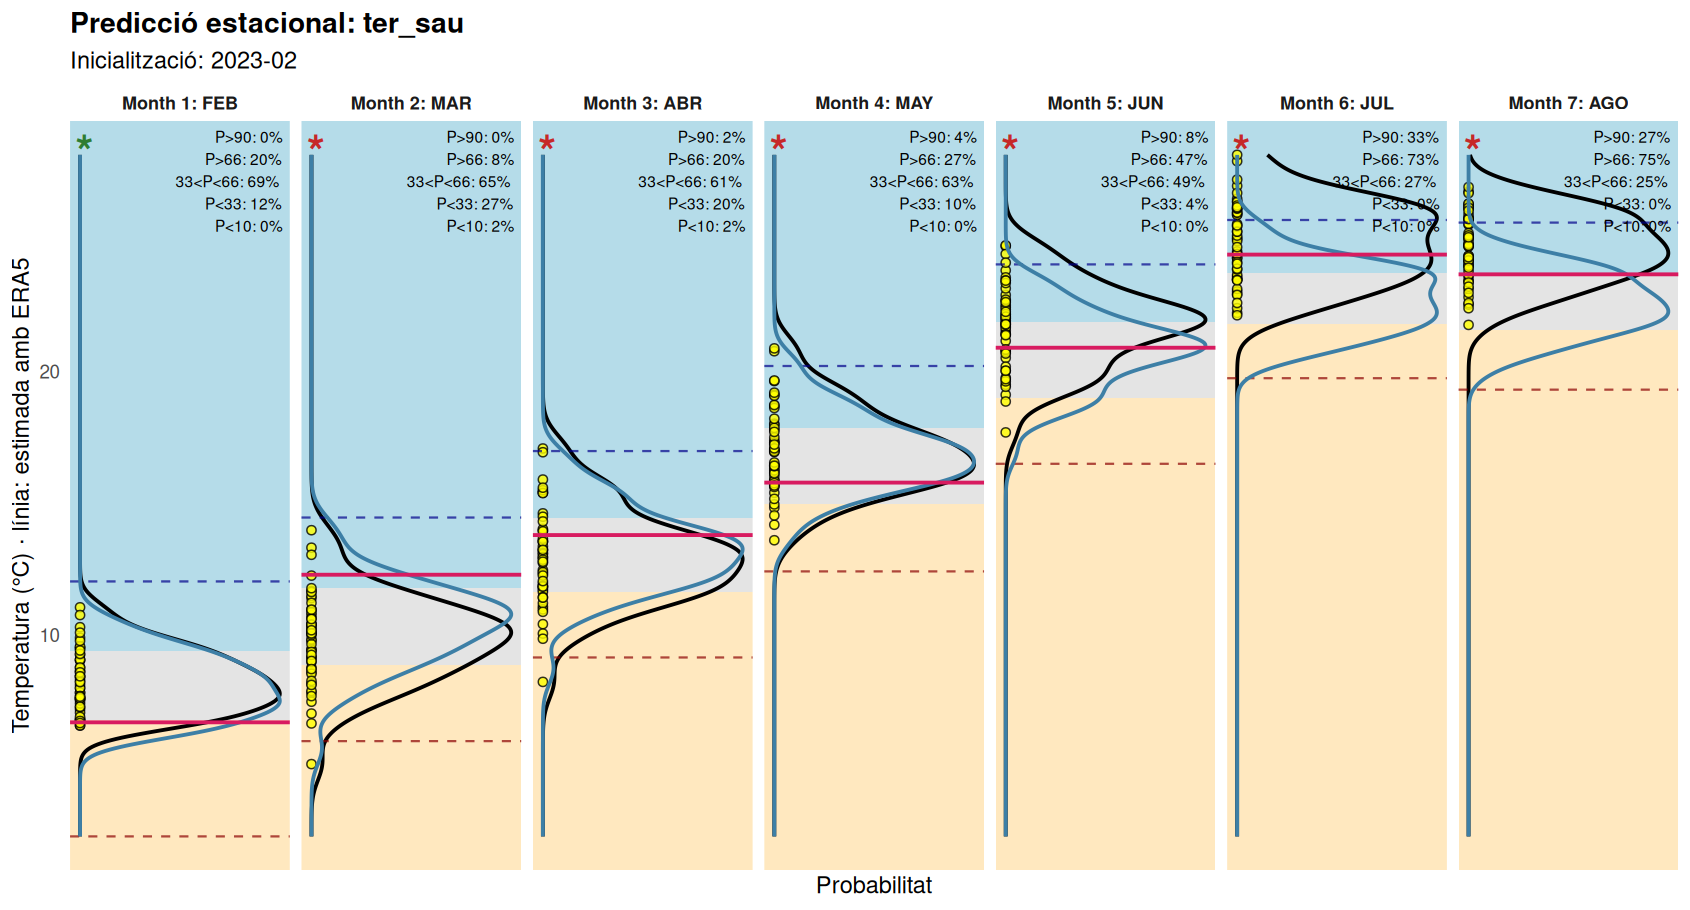 Predicció estacional: ter_sau
Inicialització: 2023-02
Month 1: FEB
Month 2: MAR
Month 3: ABR
Month 4: MAY
Month 5: JUN
Month 6: JUL
Month 7: AGO
*
P>90: 0%
P>66: 20%
33<P<66: 69%
P<33: 12%
P<10: 0%
*
P>90: 0%
P>66: 8%
33<P<66: 65%
P<33: 27%
P<10: 2%
*
P>90: 2%
P>66: 20%
33<P<66: 61%
P<33: 20%
P<10: 2%
*
P>90: 4%
P>66: 27%
33<P<66: 63%
P<33: 10%
P<10: 0%
*
P>90: 8%
P>66: 47%
33<P<66: 49%
P<33: 4%
P<10: 0%
*
P>90: 33%
P>66: 73%
33<P<66: 27%
P<33: 0%
P<10: 0%
*
P>90: 27%
P>66: 75%
33<P<66: 25%
P<33: 0%
P<10: 0%
20
10
Temperatura (°C) · línia: estimada amb ERA5
Probabilitat